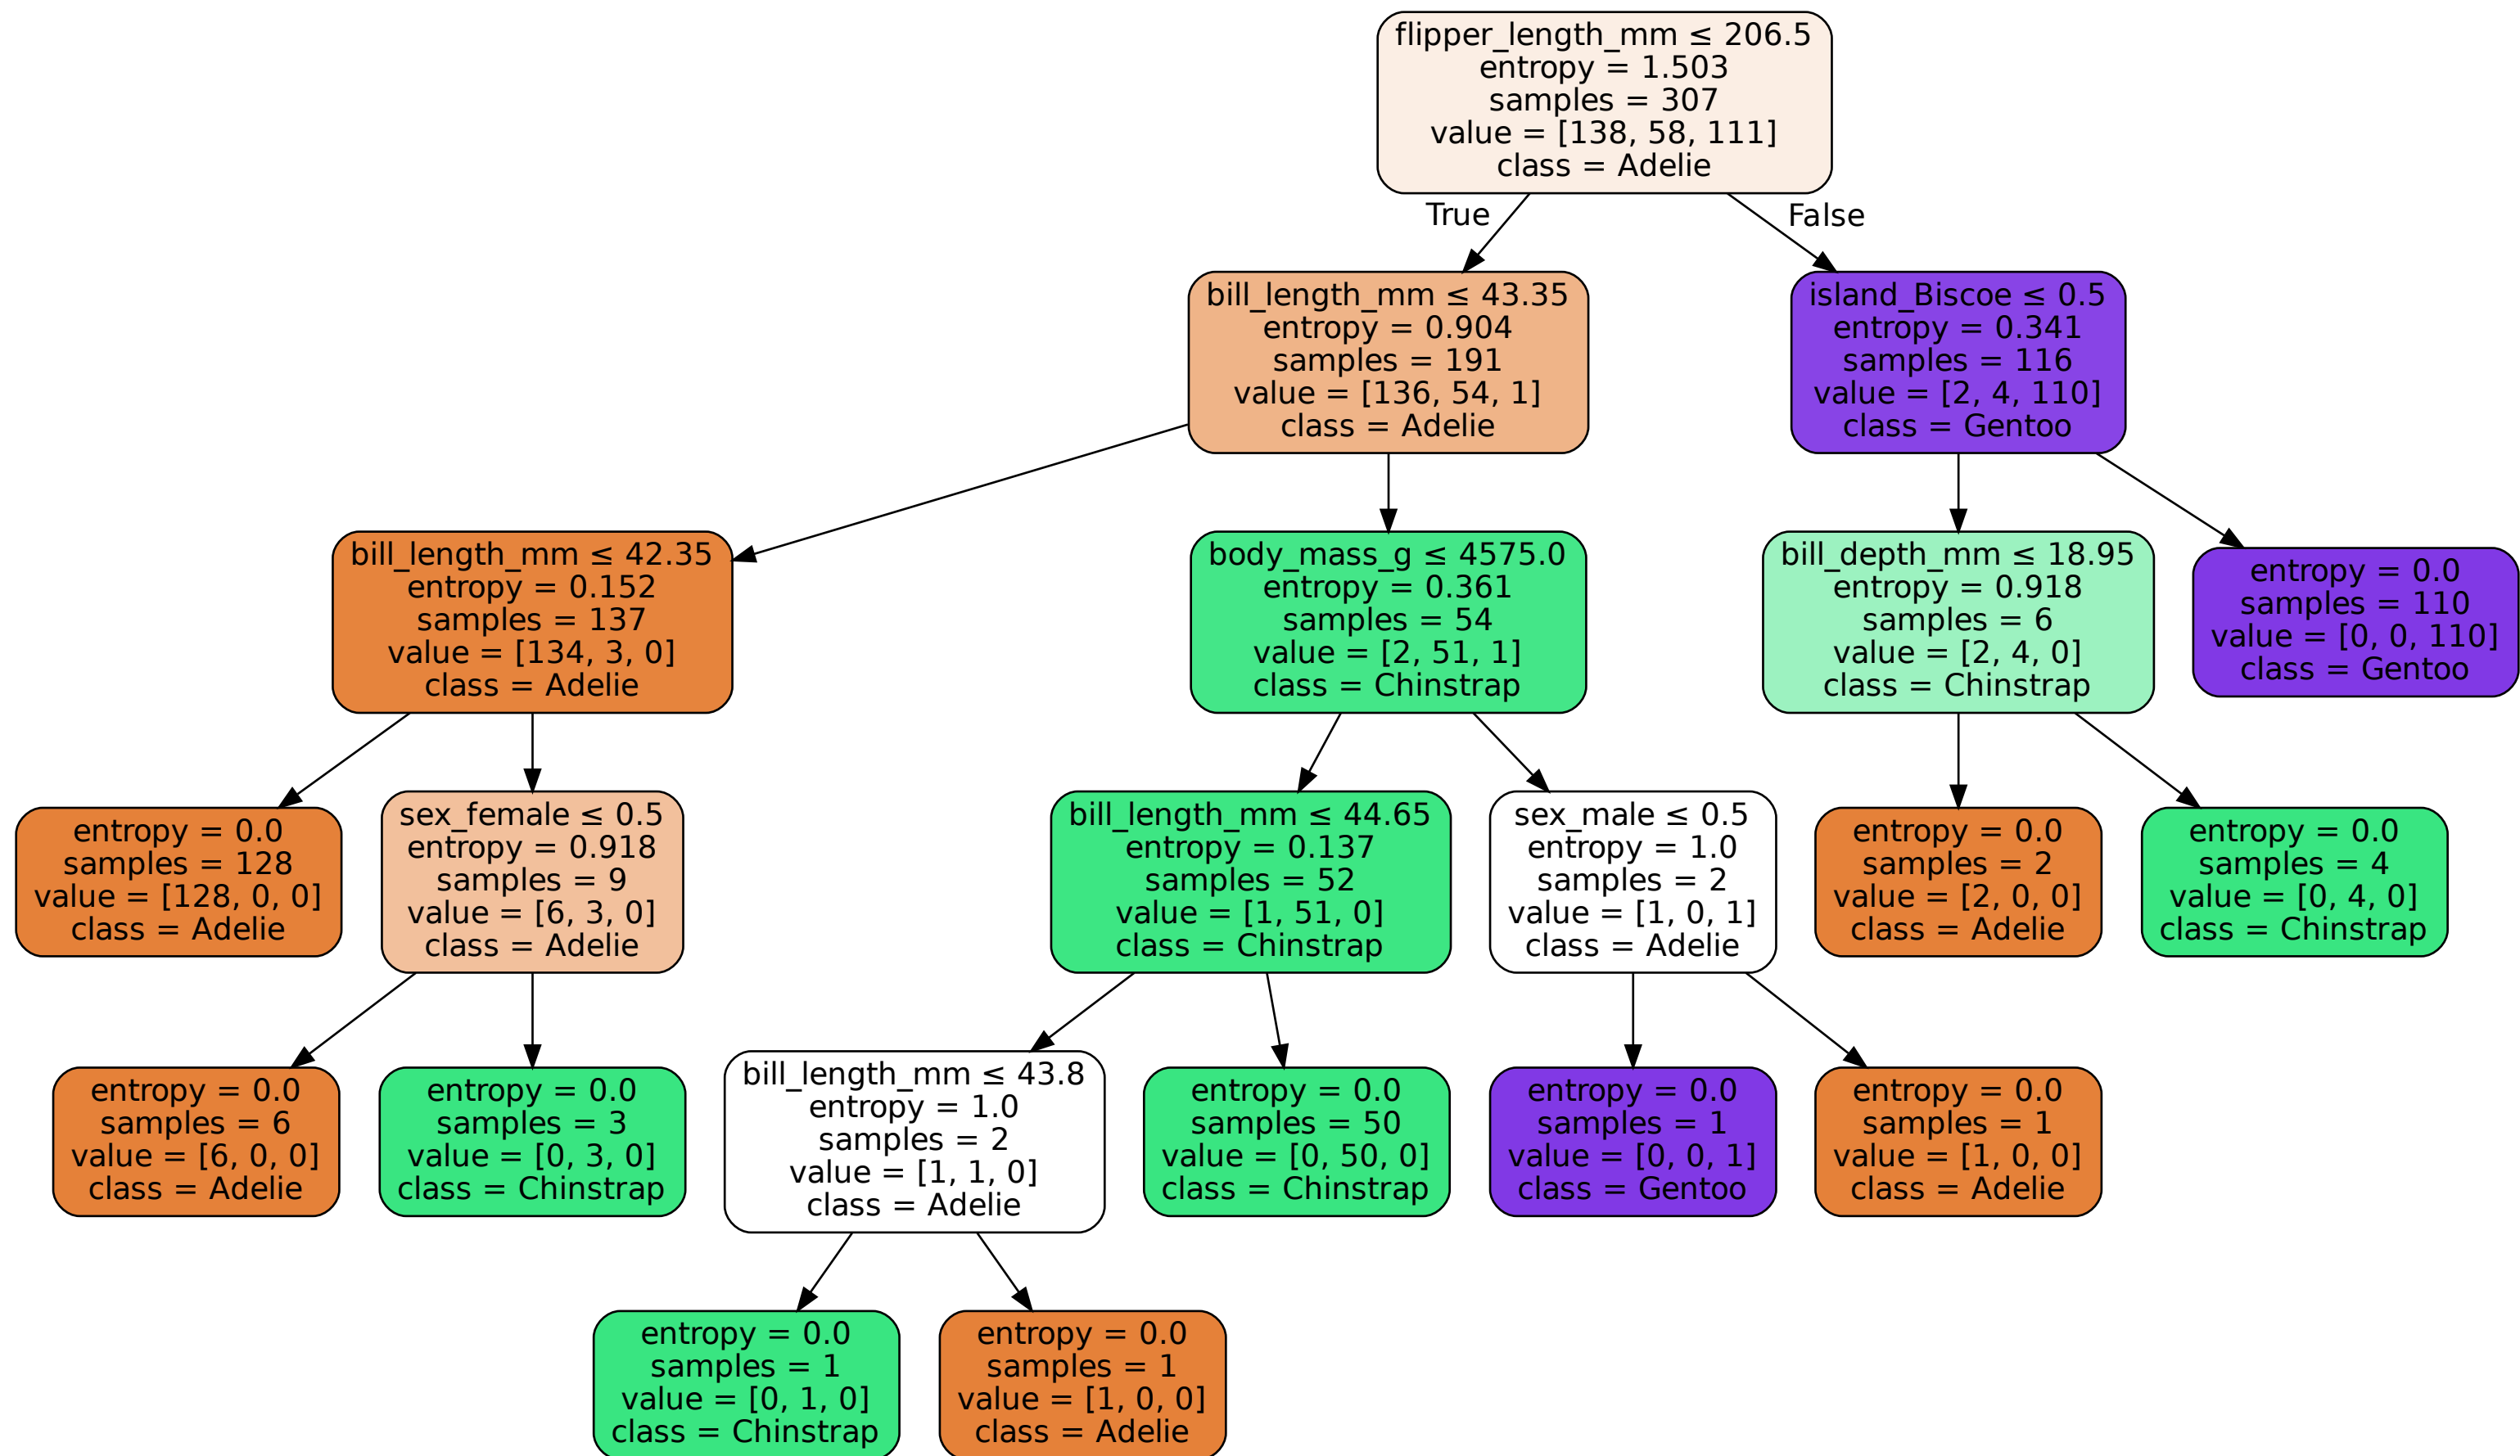 flipper_length_mm ≤ 206.5
entropy = 1.503
samples = 307
value = [138, 58, 111]
class = Adelie
True
False
bill_length_mm ≤ 43.35
entropy = 0.904
samples = 191
value = [136, 54, 1]
class = Adelie
island_Biscoe ≤ 0.5
entropy = 0.341
samples = 116
value = [2, 4, 110]
class = Gentoo
bill_length_mm ≤ 42.35
entropy = 0.152
samples = 137
value = [134, 3, 0]
class = Adelie
body_mass_g ≤ 4575.0
entropy = 0.361
samples = 54
value = [2, 51, 1]
class = Chinstrap
bill_depth_mm ≤ 18.95
entropy = 0.918
samples = 6
value = [2, 4, 0]
class = Chinstrap
entropy = 0.0
samples = 110
value = [0, 0, 110]
class = Gentoo
entropy = 0.0
samples = 128
value = [128, 0, 0]
class = Adelie
sex_female ≤ 0.5
entropy = 0.918
samples = 9
value = [6, 3, 0]
class = Adelie
bill_length_mm ≤ 44.65
entropy = 0.137
samples = 52
value = [1, 51, 0]
class = Chinstrap
sex_male ≤ 0.5
entropy = 1.0
samples = 2
value = [1, 0, 1]
class = Adelie
entropy = 0.0
samples = 2
value = [2, 0, 0]
class = Adelie
entropy = 0.0
samples = 4
value = [0, 4, 0]
class = Chinstrap
entropy = 0.0
samples = 6
value = [6, 0, 0]
class = Adelie
entropy = 0.0
samples = 3
value = [0, 3, 0]
class = Chinstrap
bill_length_mm ≤ 43.8
entropy = 1.0
samples = 2
value = [1, 1, 0]
class = Adelie
entropy = 0.0
samples = 50
value = [0, 50, 0]
class = Chinstrap
entropy = 0.0
samples = 1
value = [0, 0, 1]
class = Gentoo
entropy = 0.0
samples = 1
value = [1, 0, 0]
class = Adelie
entropy = 0.0
samples = 1
value = [0, 1, 0]
class = Chinstrap
entropy = 0.0
samples = 1
value = [1, 0, 0]
class = Adelie